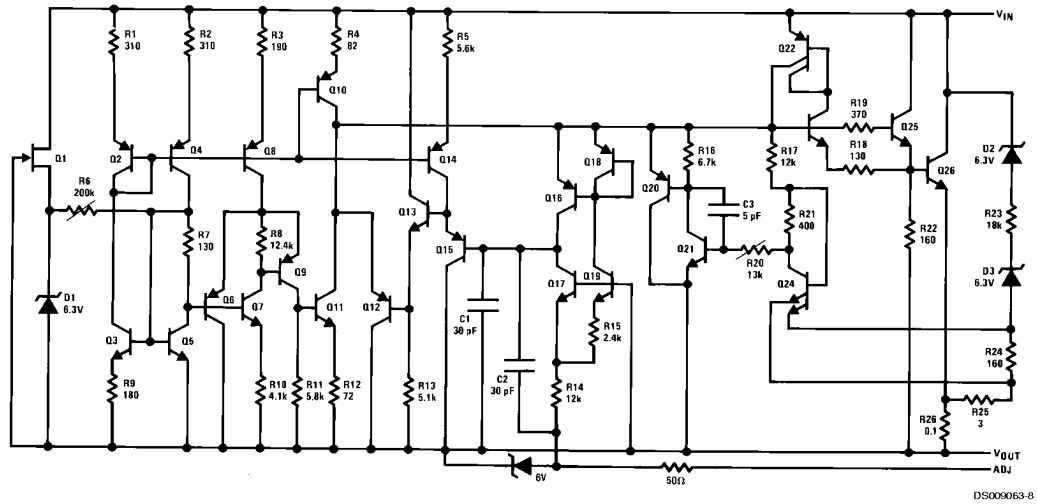 VIN
R1
310
R2
310
R3
190
R4
82
R5
5.6k
Q22
Q10
R19
370
Q25
Q1
Q2
Q4
Q8
Q14
Q18
R16
6.7k
R17
12k
R18
130
Q26
D2
6.3V
R6
200k
Q20
Q16
Q13
C3
5 pF
R21
400
R23
18k
R7
130
R8
12.4k
Q15
Q21
R22
160
Q9
R20
13k
D3
6.3V
D1
6.3V
Q6
Q7
Q11
Q12
C1
30 pF
Q17
Q19
Q24
Q3
Q5
R15
2.4k
R24
160
C2
30 pF
R9
180
R10
4.1k
R11
5.8k
R12
72
R13
5.1k
R14
12k
R25
3
R26
0.1
VOUT
6V
50Ω
ADJ
DS009063-8